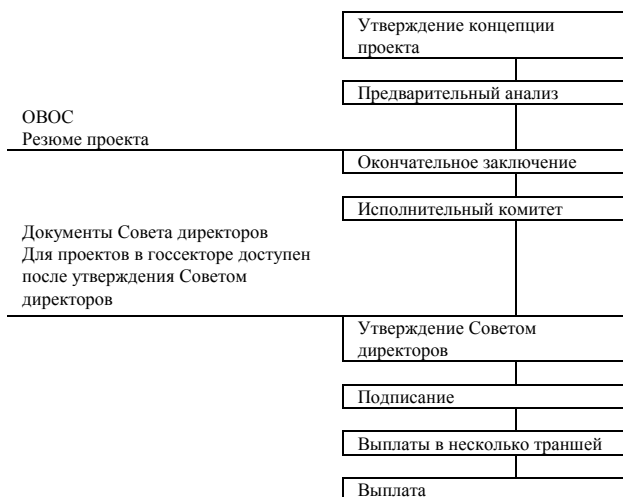 Утверждение концепции
проекта
Предварительный анализ
ОВОС
Резюме проекта
Окончательное заключение
Исполнительный комитет
Документы Совета директоров
Для проектов в госсекторе доступен
после утверждения Советом
директоров
Утверждение Советом
директоров
Подписание
Выплаты в несколько траншей
Выплата